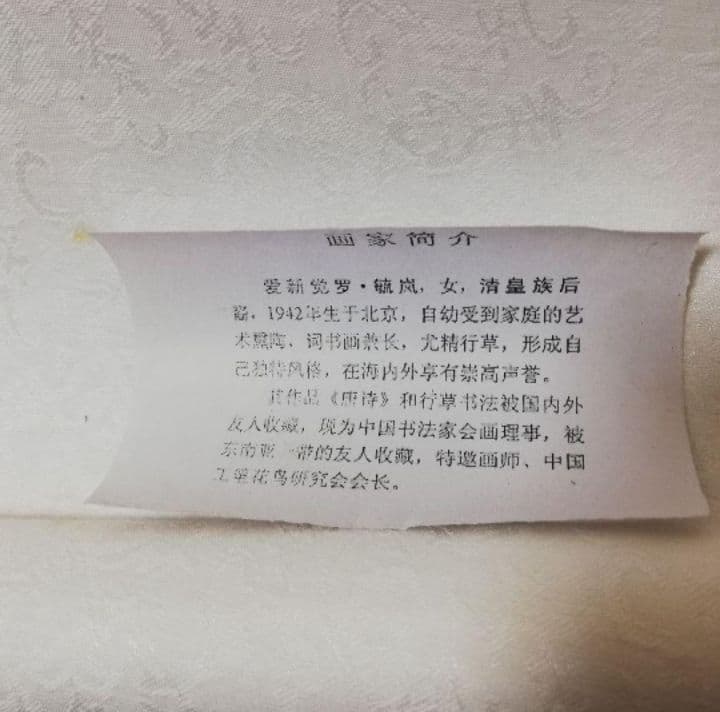 画家简介
爱新觉罗·毓岚，女，清皇族后
裔，1942年生于北京，自幼受到家庭的艺
术熏陶，词书画兼长，尤精行草，形成自
己独特风格，在海内外享有崇高声誉。
其作品《唐诗》和行草书法被国内外
友人收藏，现为中国书法家会画理事，被
东南亚一带的友人收藏，特邀画师、中国
工笔花鸟研究会会长。